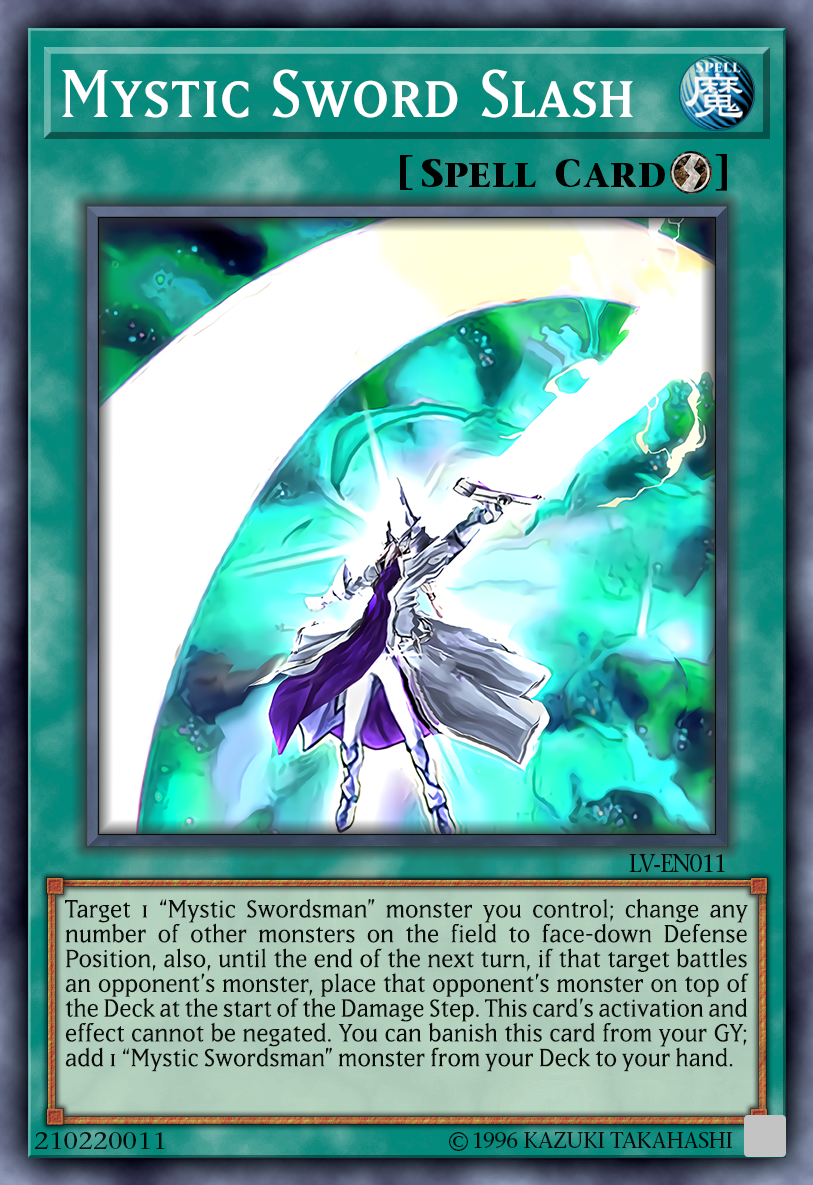 Mystic Sword Slash
SPELL
魔
[Spell Card]
LV-EN011
Target 1 “Mystic Swordsman” monster you control; change any
number of other monsters on the field to face-down Defense
Position, also, until the end of the next turn, if that target battles
an opponent’s monster, place that opponent’s monster on top of
the Deck at the start of the Damage Step. This card’s activation and
effect cannot be negated. You can banish this card from your GY;
add 1 “Mystic Swordsman” monster from your Deck to your hand.
210220011
© 1996 KAZUKI TAKAHASHI